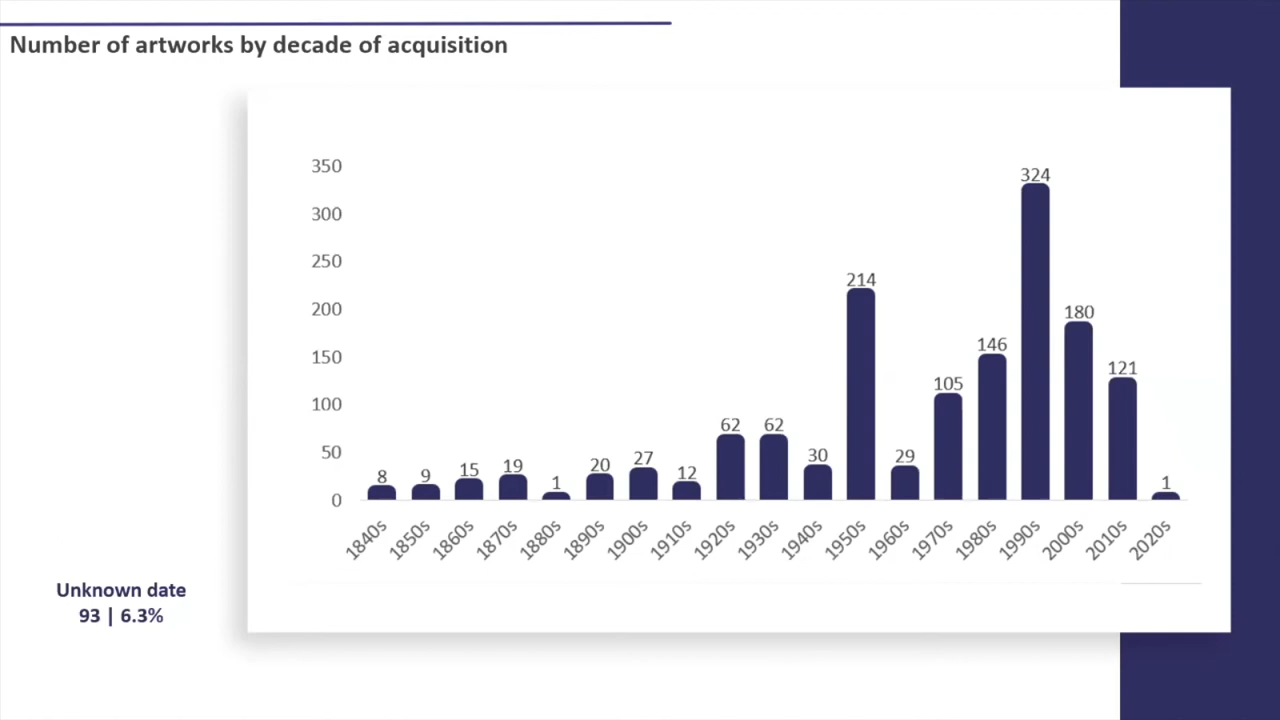 Number of artworks by decade of acquisition
350
300
250
200
150
100
50
0
8
9
15
19
1
20
27
12
62
62
30
214
29
105
146
324
180
121
1
1840s
1850s
1860s
1870s
1880s
1890s
1900s
1910s
1920s
1930s
1940s
1950s
1960s
1970s
1980s
1990s
2000s
2010s
2020s
Unknown date
93 | 6.3%